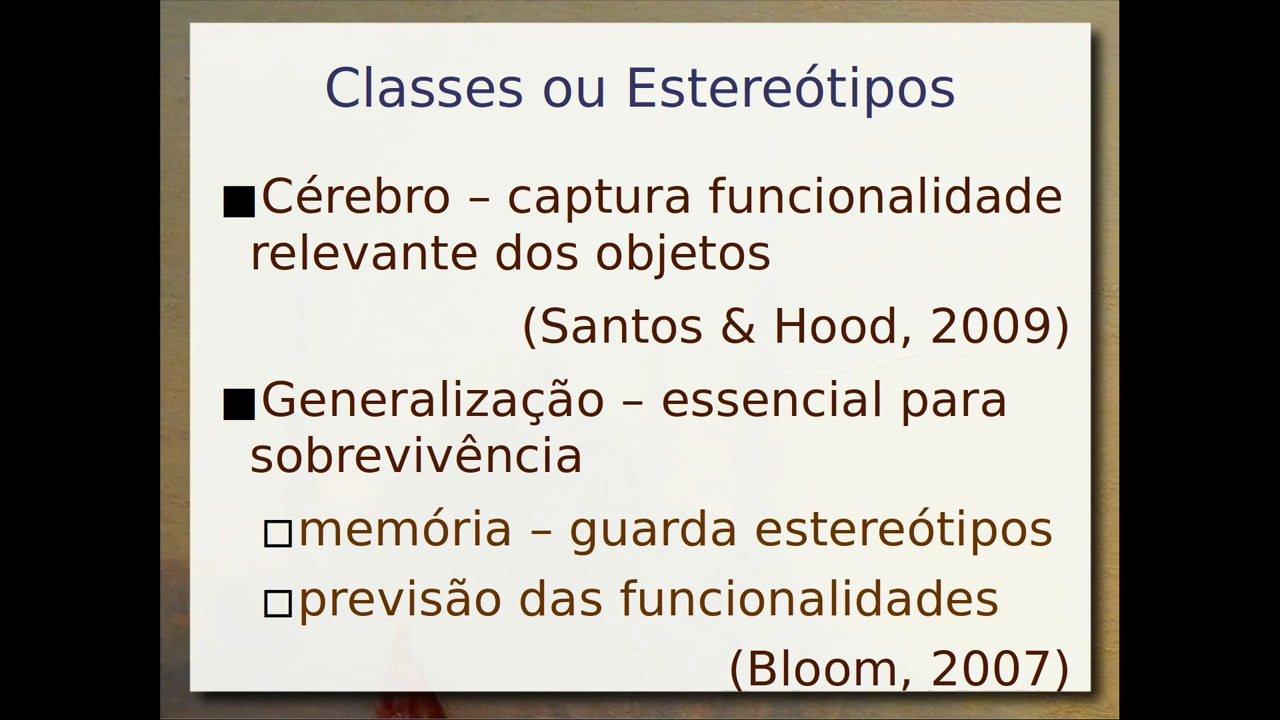 Classes ou Estereótipos
■Cérebro – captura funcionalidade
relevante dos objetos
(Santos & Hood, 2009)
■Generalização – essencial para
sobrevivência
□memória – guarda estereótipos
□previsão das funcionalidades
(Bloom, 2007)